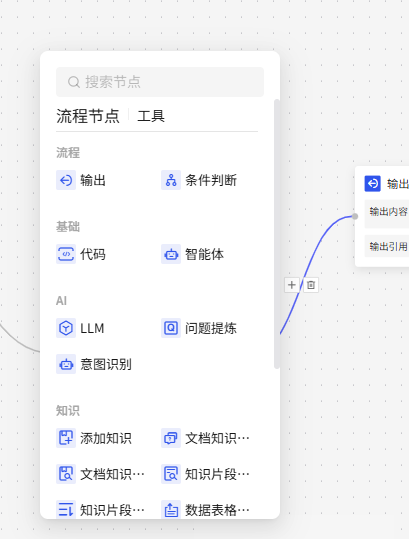 搜索节点
流程节点 工具
流程
输出 条件判断
基础
代码 智能体
AI
LLM 问题提炼
意图识别
知识
添加知识 文档知识…
文档知识… 知识片段…
知识片段… 数据表格…
输出
输出内容
输出引用